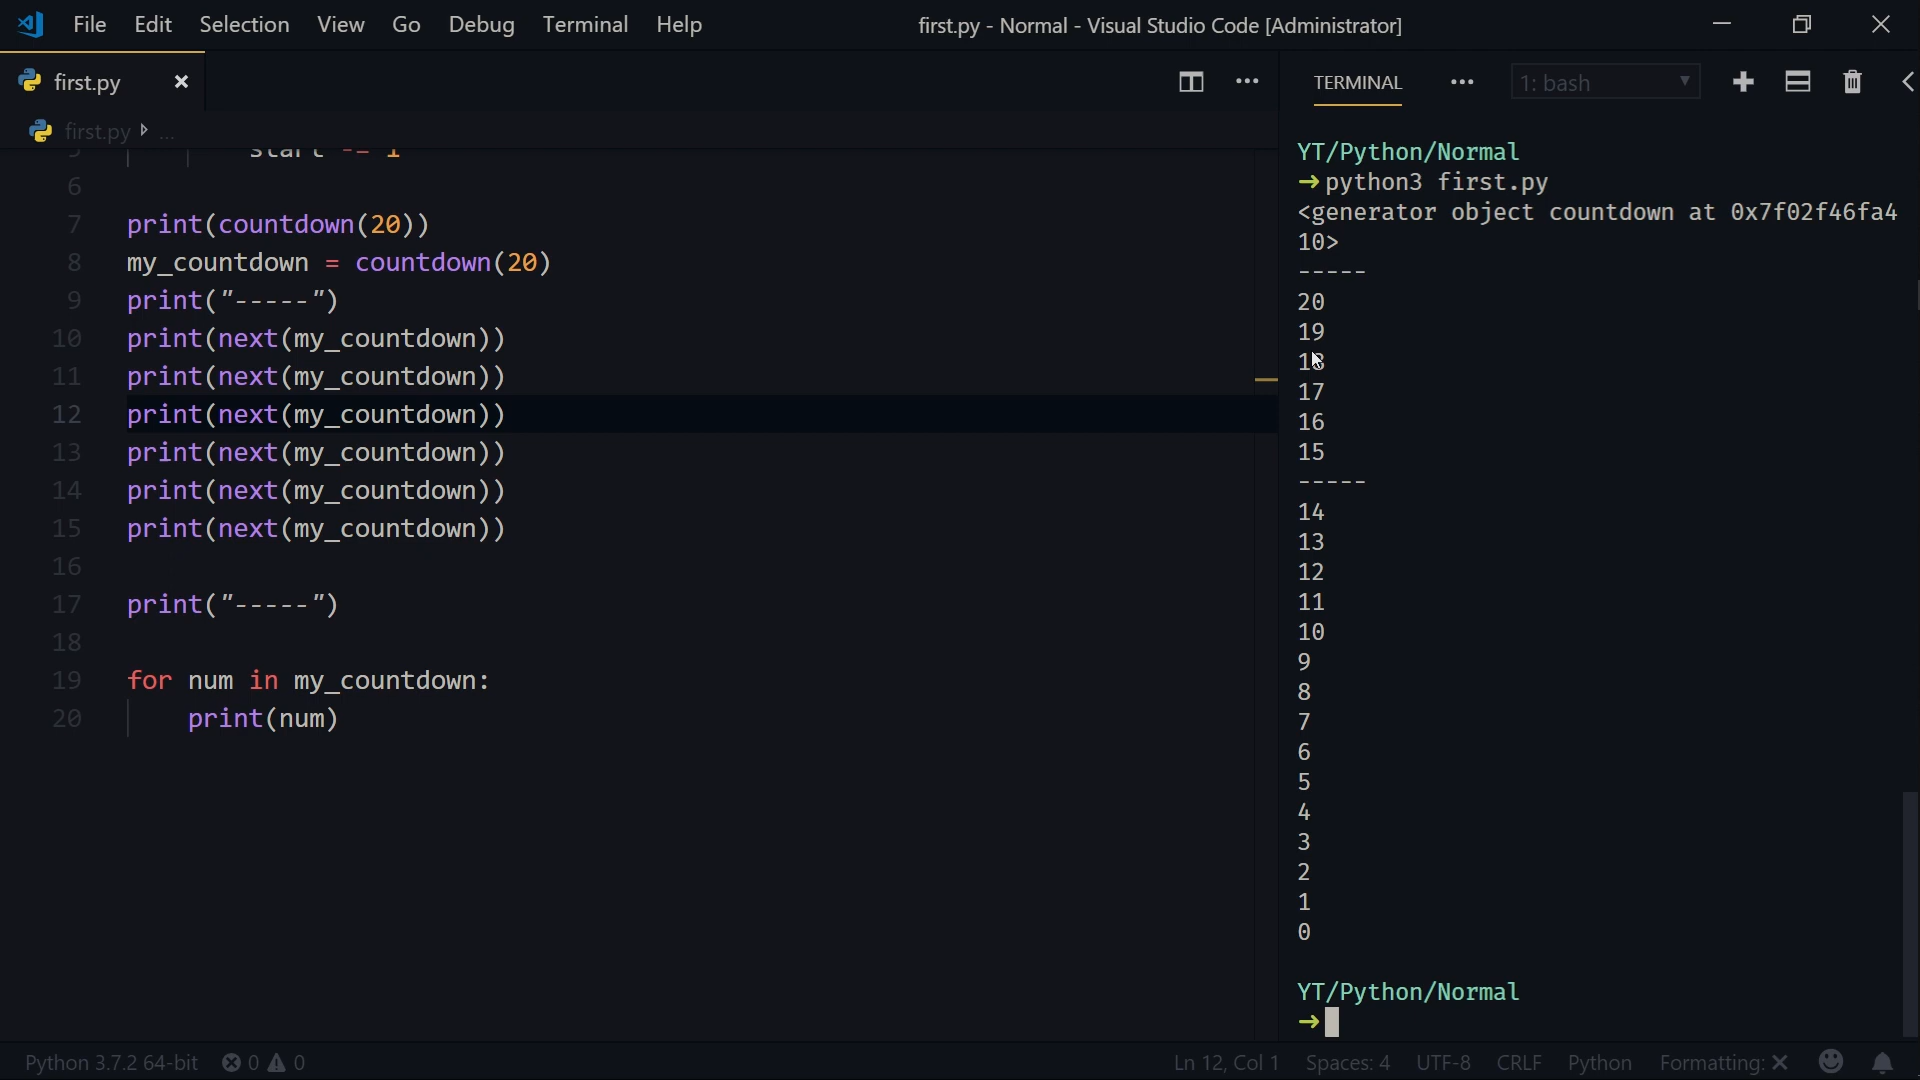 File Edit Selection View Go Debug Terminal Help
first.py - Normal - Visual Studio Code [Administrator]
first.py
first.py ...
5 start -= 1
6
7 print(countdown(20))
8 my_countdown = countdown(20)
9 print("-----")
10 print(next(my_countdown))
11 print(next(my_countdown))
12 print(next(my_countdown))
13 print(next(my_countdown))
14 print(next(my_countdown))
15 print(next(my_countdown))
16
17 print("-----")
18
19 for num in my_countdown:
20 print(num)
TERMINAL ... 1: bash
YT/Python/Normal
➜ python3 first.py
<generator object countdown at 0x7f02f46fa4
10>
-----
20
19
18
17
16
15
-----
14
13
12
11
10
9
8
7
6
5
4
3
2
1
0
YT/Python/Normal
➜
Python 3.7.2 64-bit 0 0
Ln 12, Col 1 Spaces: 4 UTF-8 CRLF Python Formatting: ✕